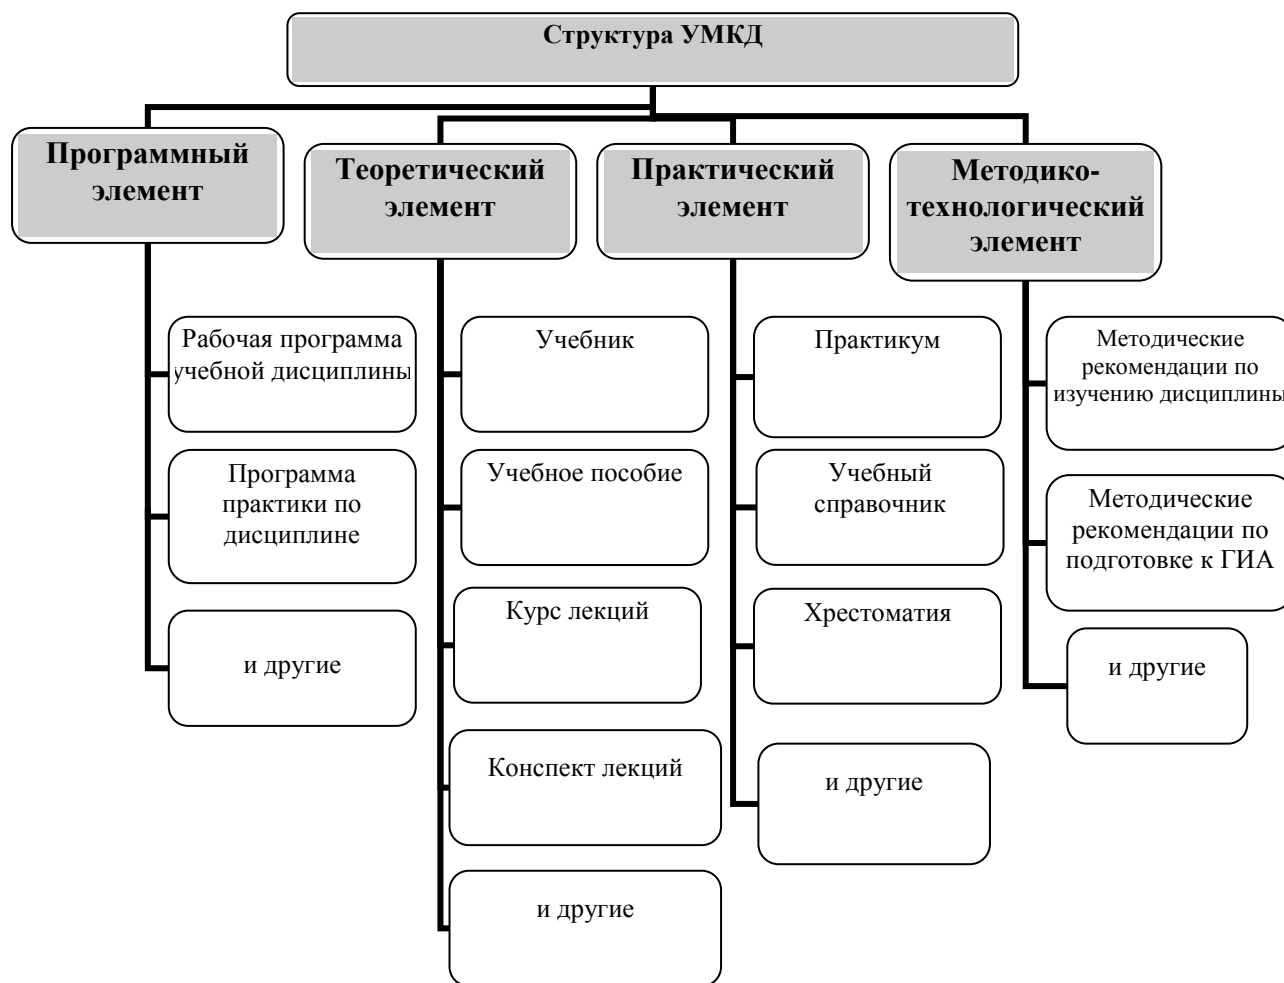 Структура УМКД
Программный
элемент
Теоретический
элемент
Практический
элемент
Методико-
технологический
элемент
Рабочая программа
учебной дисциплины
Программа
практики по
дисциплине
и другие
Учебник
Учебное пособие
Курс лекций
Конспект лекций
и другие
Практикум
Учебный
справочник
Хрестоматия
и другие
Методические
рекомендации по
изучению дисциплины
Методические
рекомендации по
подготовке к ГИА
и другие